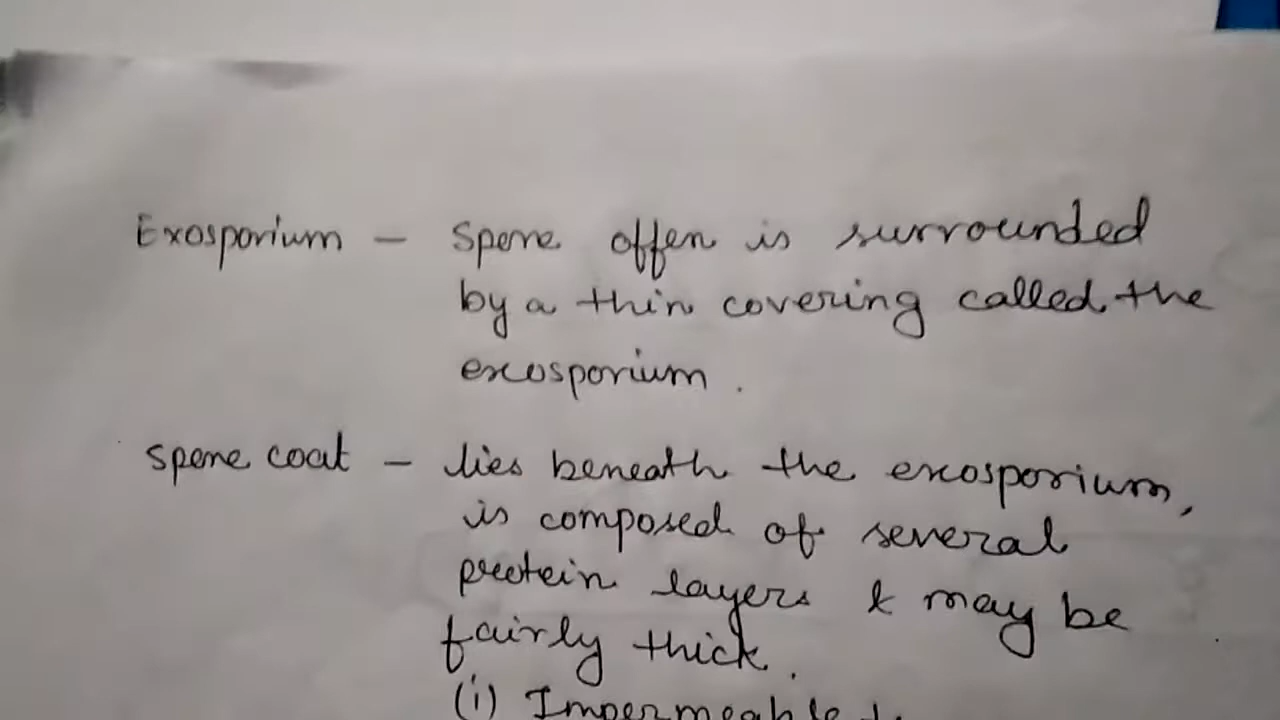 Exosporium - Spore often is surrounded
by a thin covering called the
exosporium.
Spore coat - lies beneath the exosporium,
is composed of several
protein layers & may be
fairly thick.
(i) Impermeable